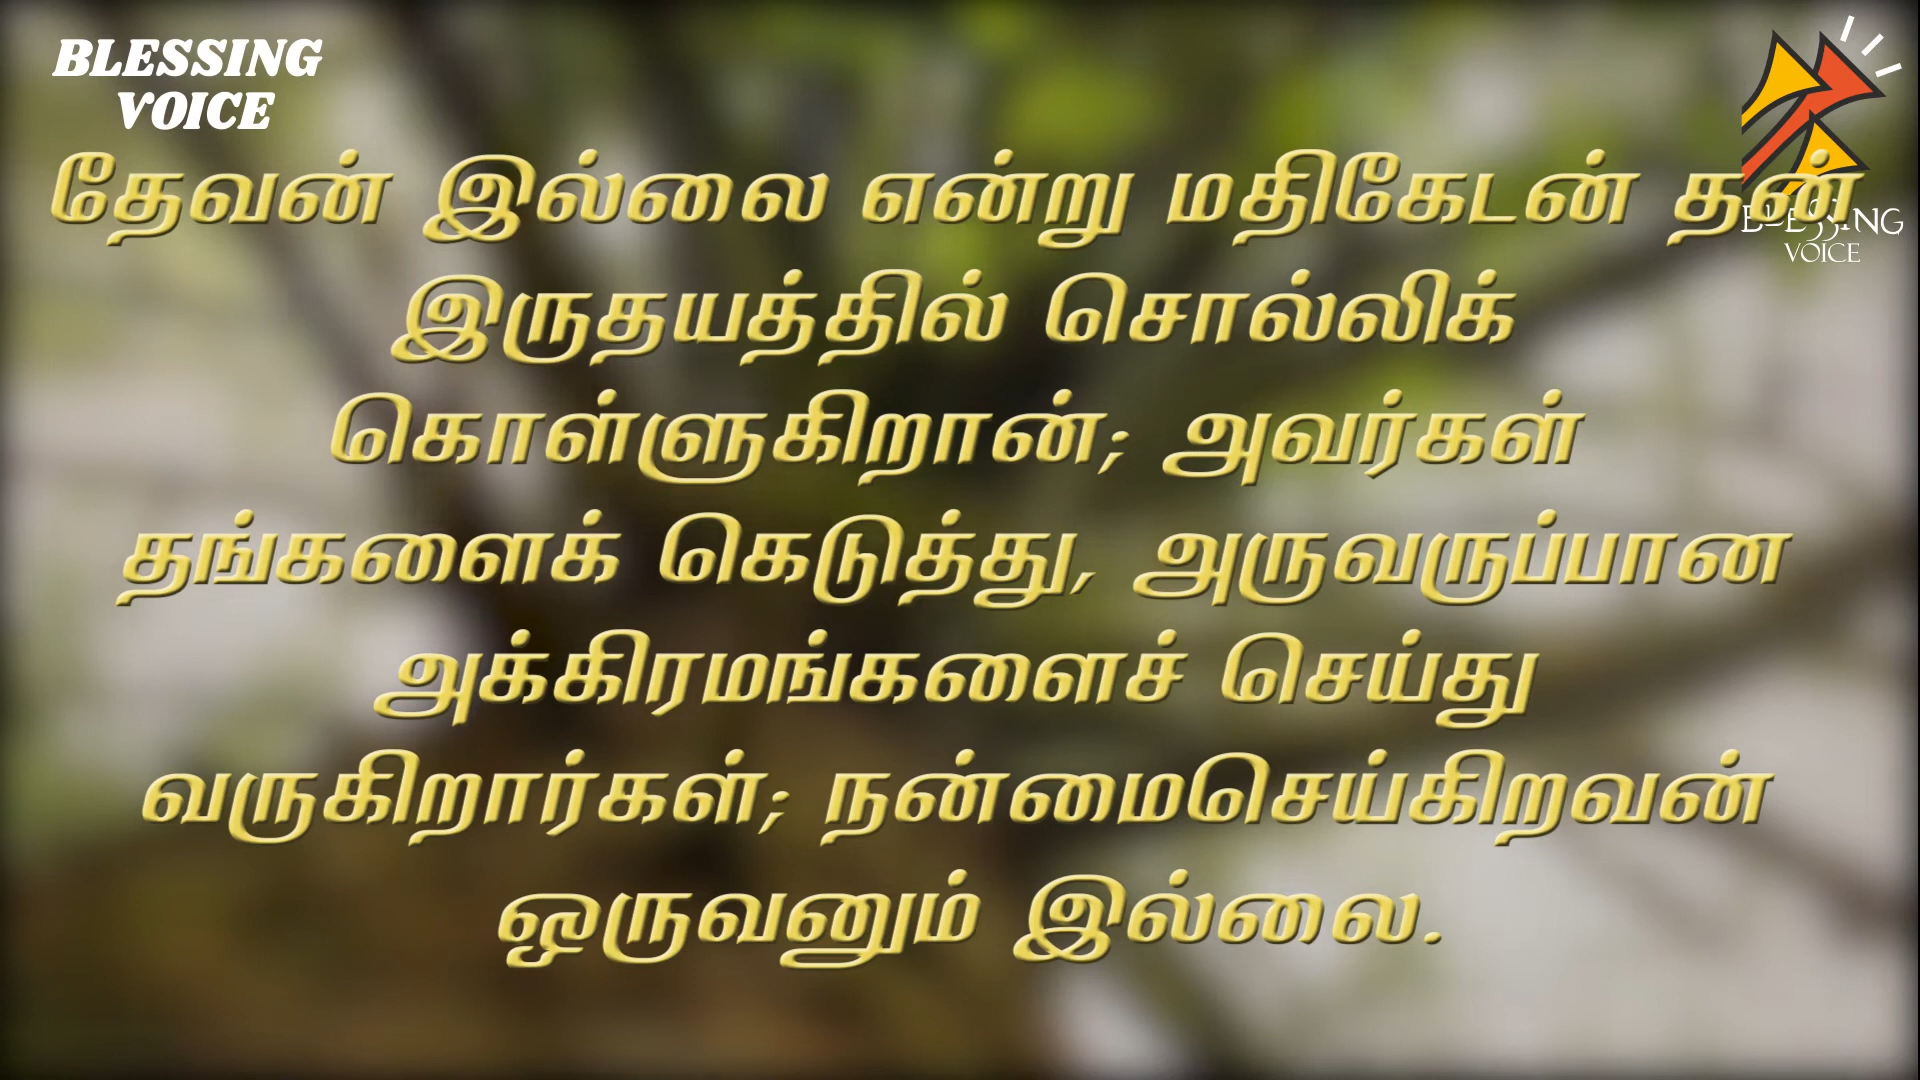 BLESSING
VOICE
தேவன் இல்லை என்று மதிகேடன் தன்
இருதயத்தில் சொல்லிக்
கொள்ளுகிறான்; அவர்கள்
தங்களைக் கெடுத்து, அருவருப்பான
அக்கிரமங்களைச் செய்து
வருகிறார்கள்; நன்மைசெய்கிறவன்
ஒருவனும் இல்லை.
BLESSING
VOICE